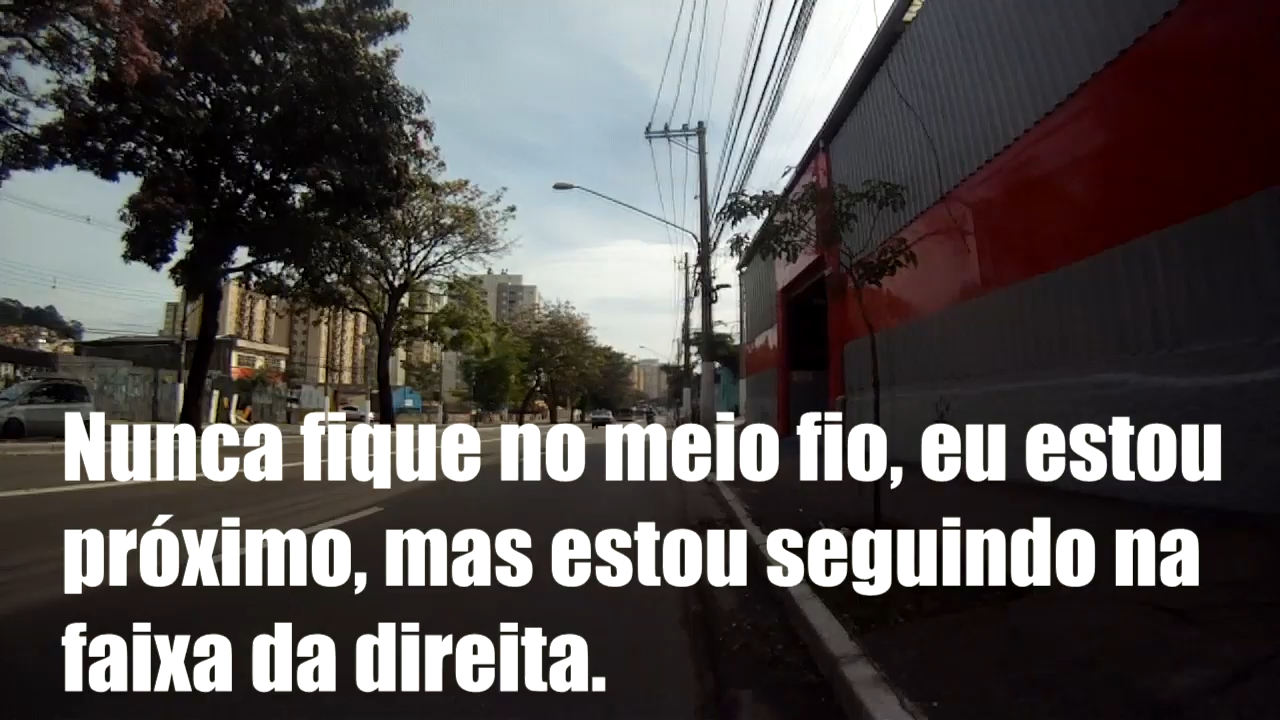 Nunca fique no meio fio, eu estou
próximo, mas estou seguindo na
faixa da direita.